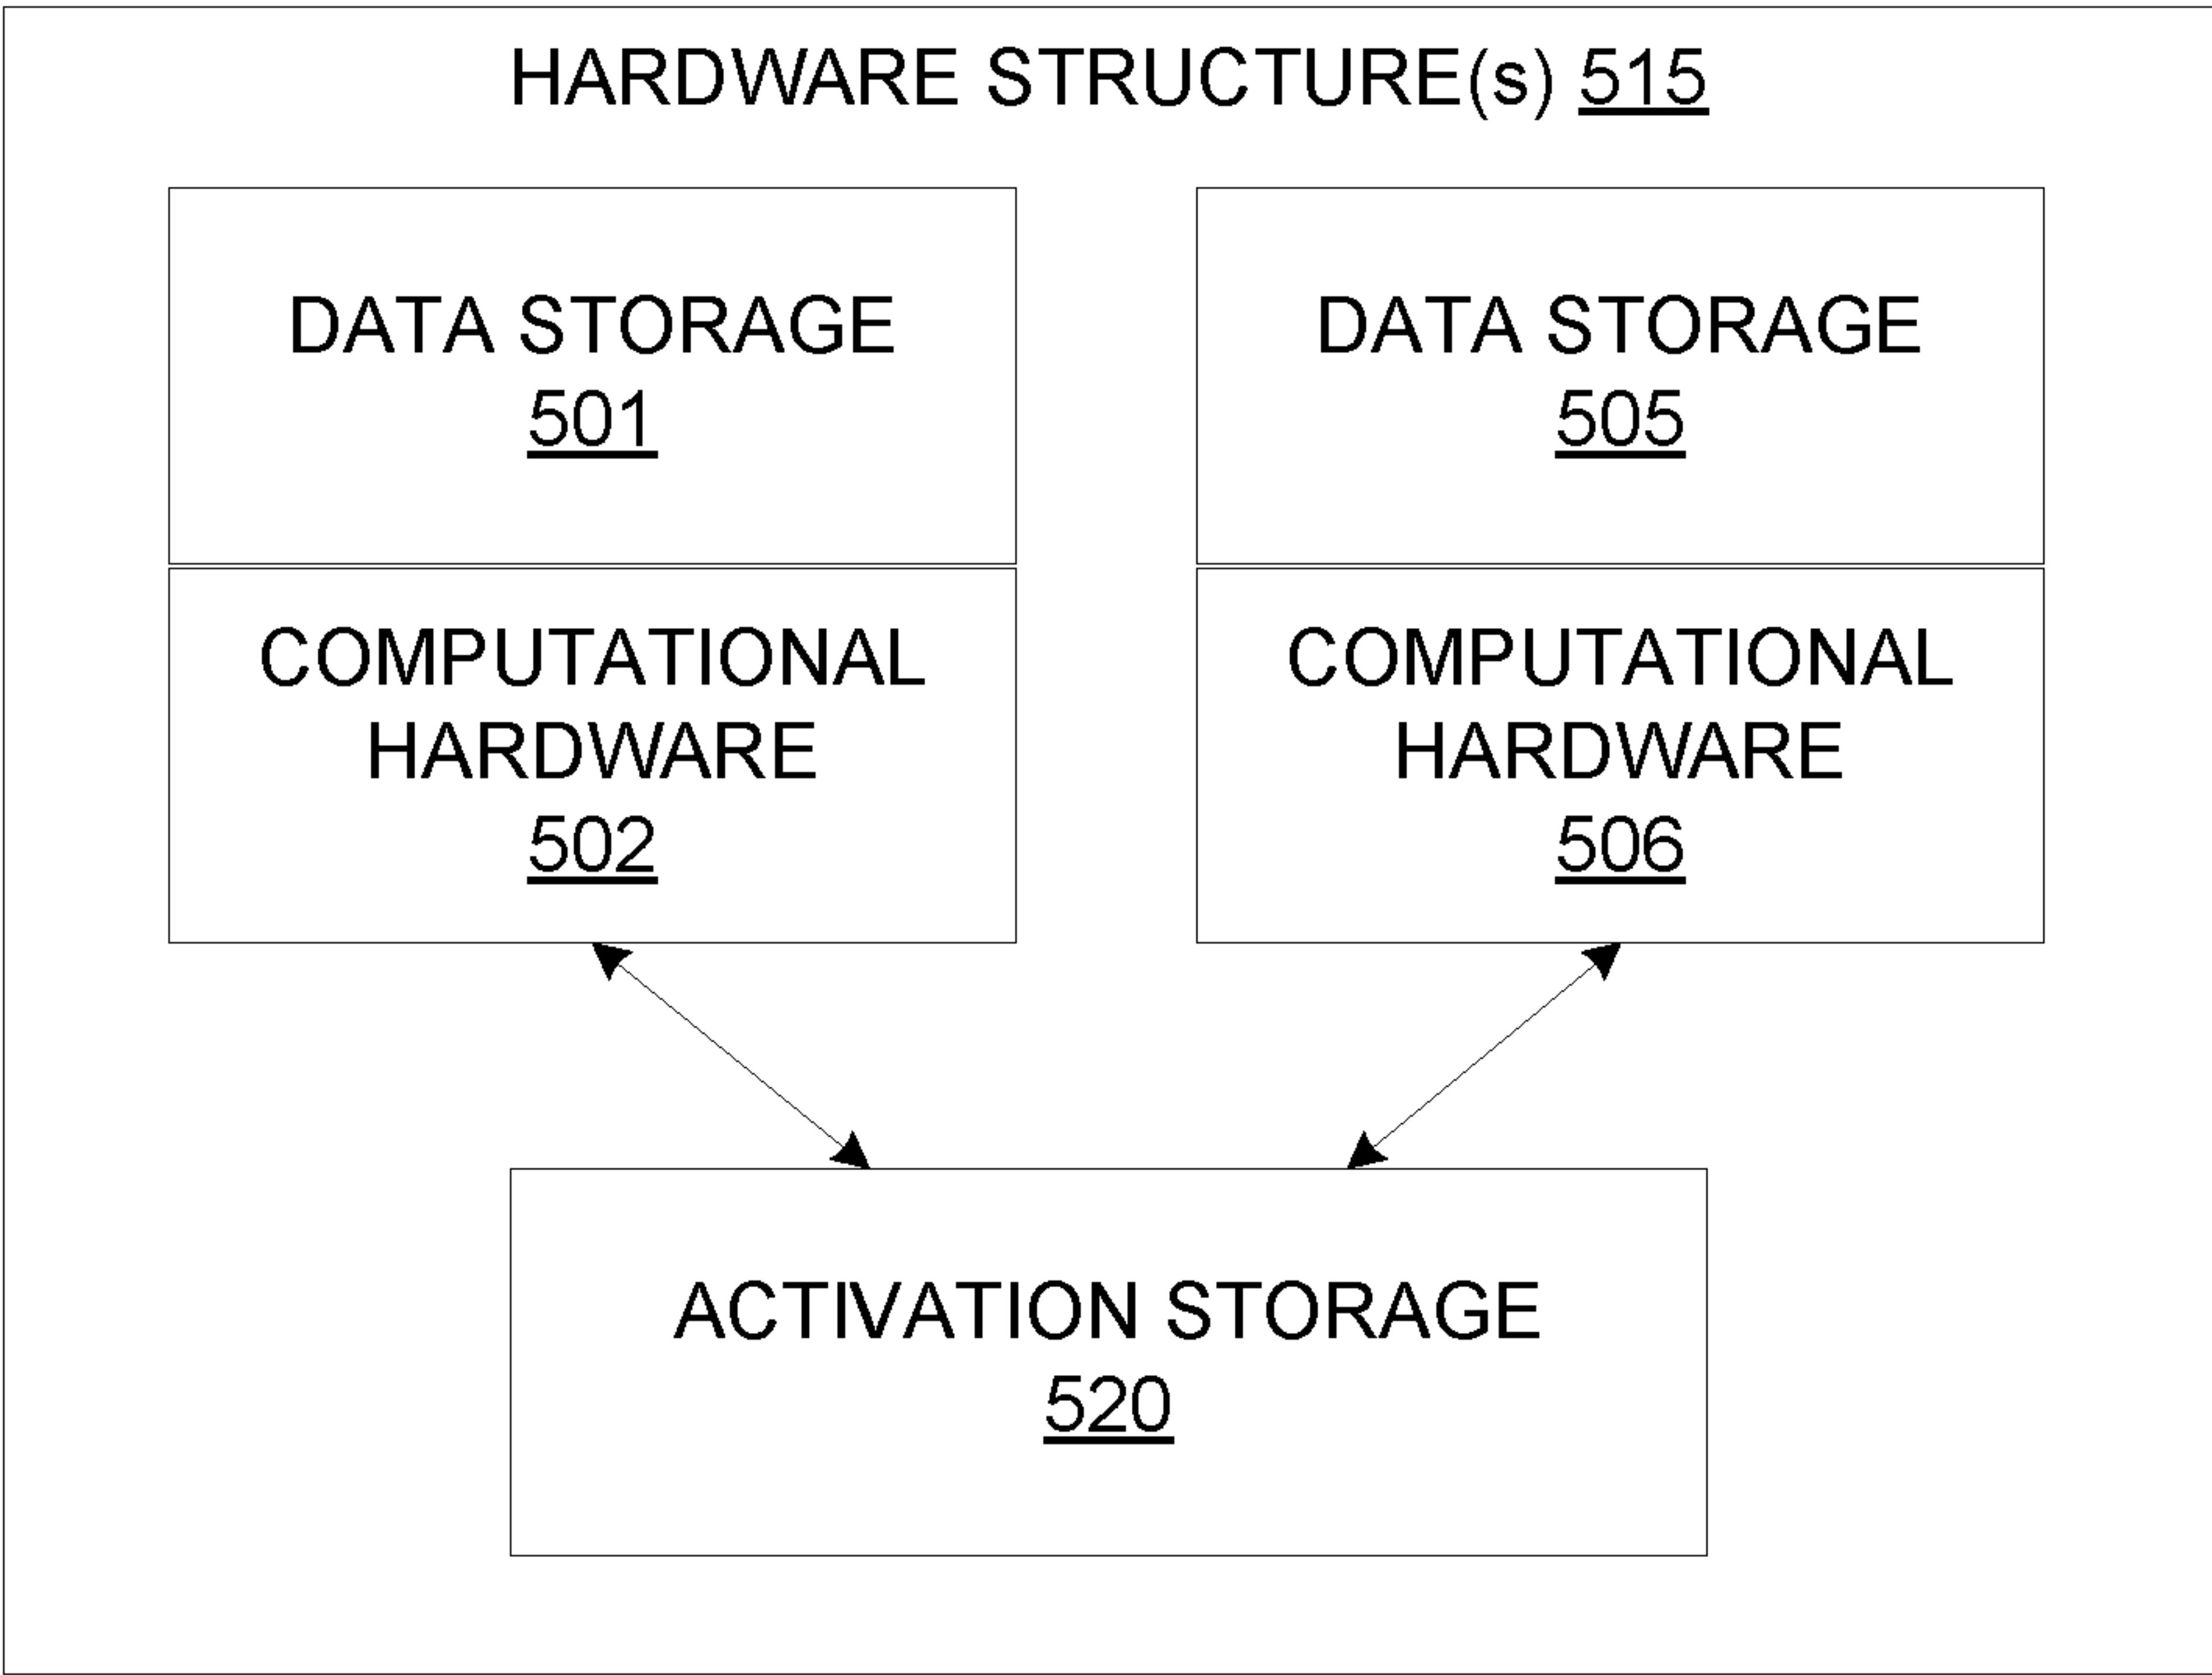 HARDWARE STRUCTURE(s) 515
DATA STORAGE
501
COMPUTATIONAL
HARDWARE
502
DATA STORAGE
505
COMPUTATIONAL
HARDWARE
506
ACTIVATION STORAGE
520